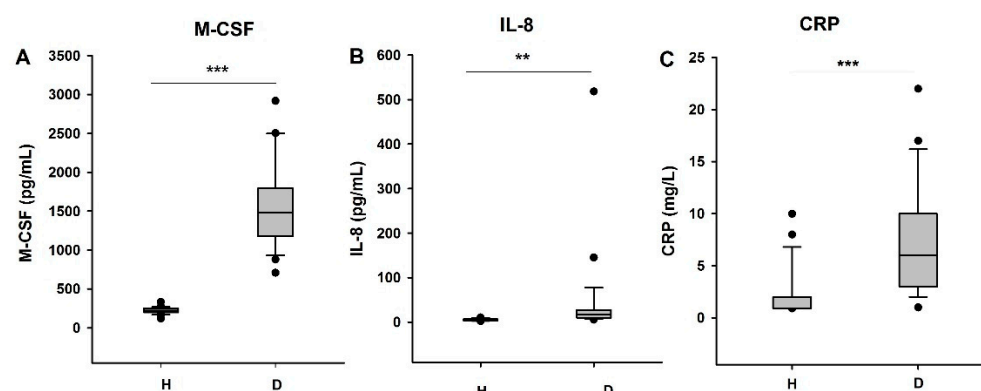 M-CSF
A
***
3500
3000
2500
2000
1500
1000
500
0
M-CSF (pg/mL)
H D
IL-8
B
**
600
500
400
300
200
100
0
IL-8 (pg/mL)
H D
CRP
C
***
25
20
15
10
5
0
CRP (mg/L)
H D